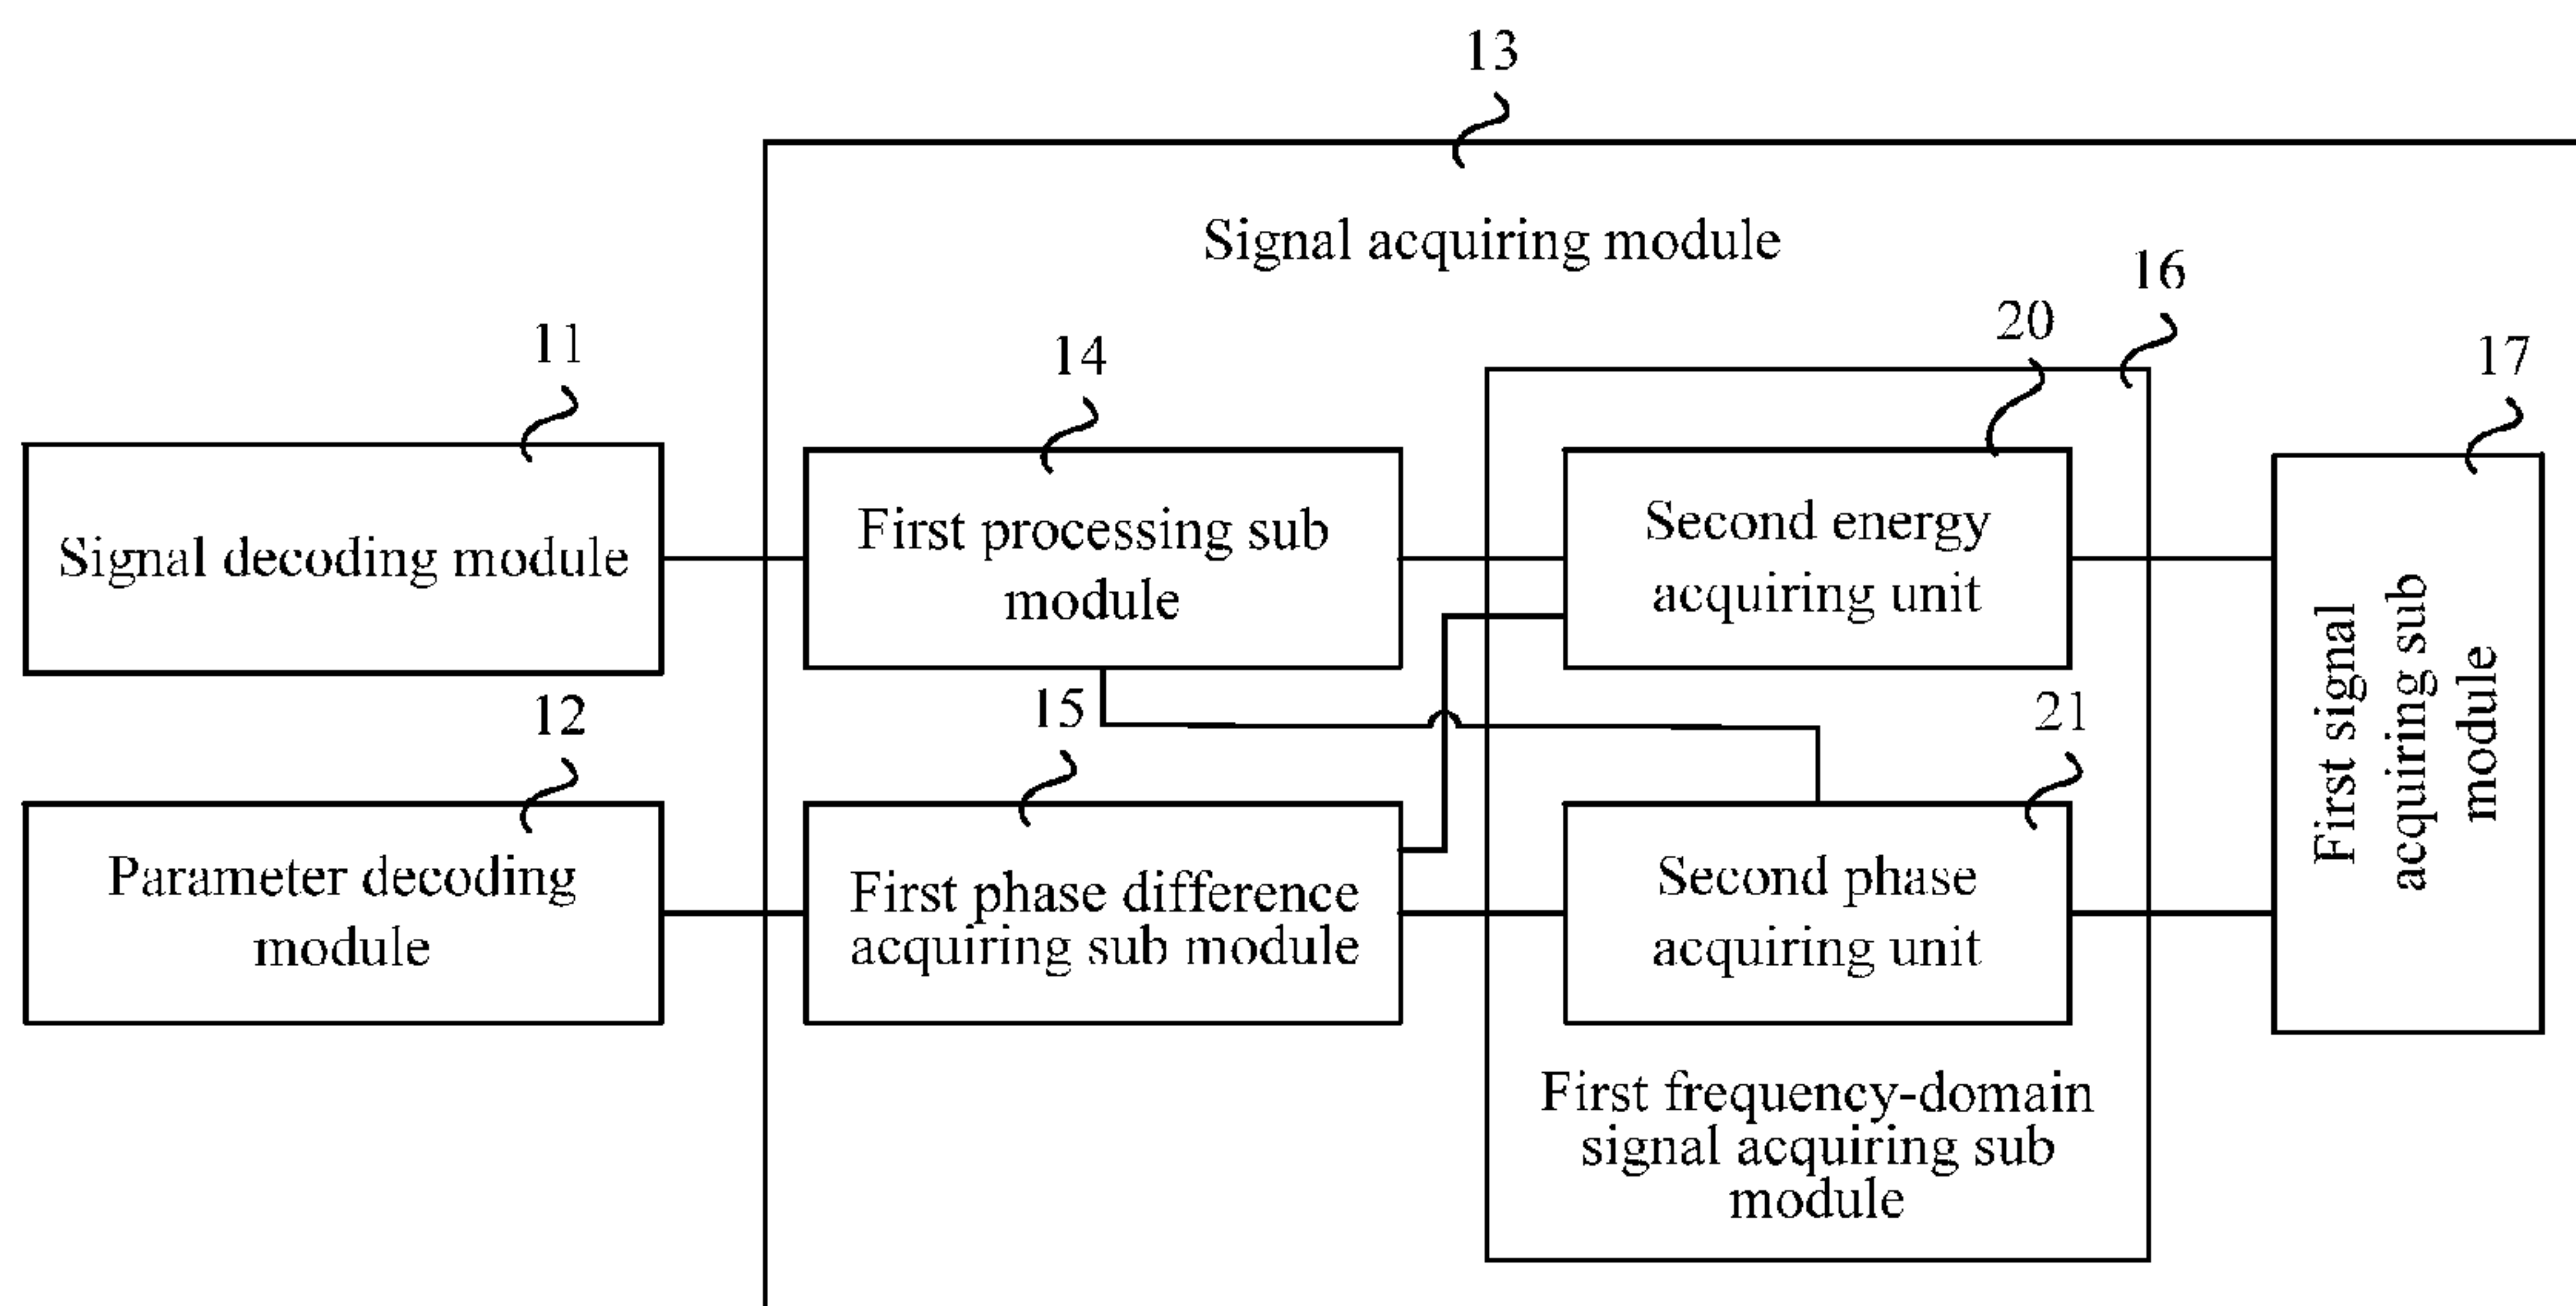 13
Signal acquiring module
16
20
11
14
17
First processing sub
module
Second energy
acquiring unit
Signal decoding module
First signal
acquiring sub
module
12
15
21
Parameter decoding
module
First phase difference
acquiring sub module
Second phase
acquiring unit
First frequency-domain
signal acquiring sub
module